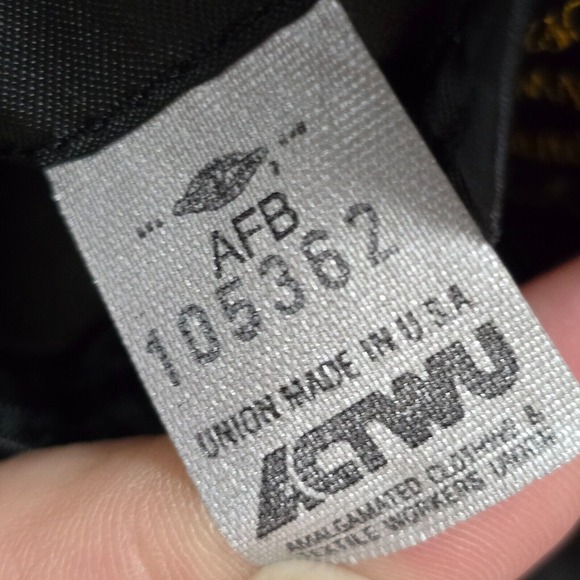 AFB
105362
UNION MADE IN U.S.A
ACTWU
AMALGAMATED CLOTHING &
TEXTILE WORKERS UNION